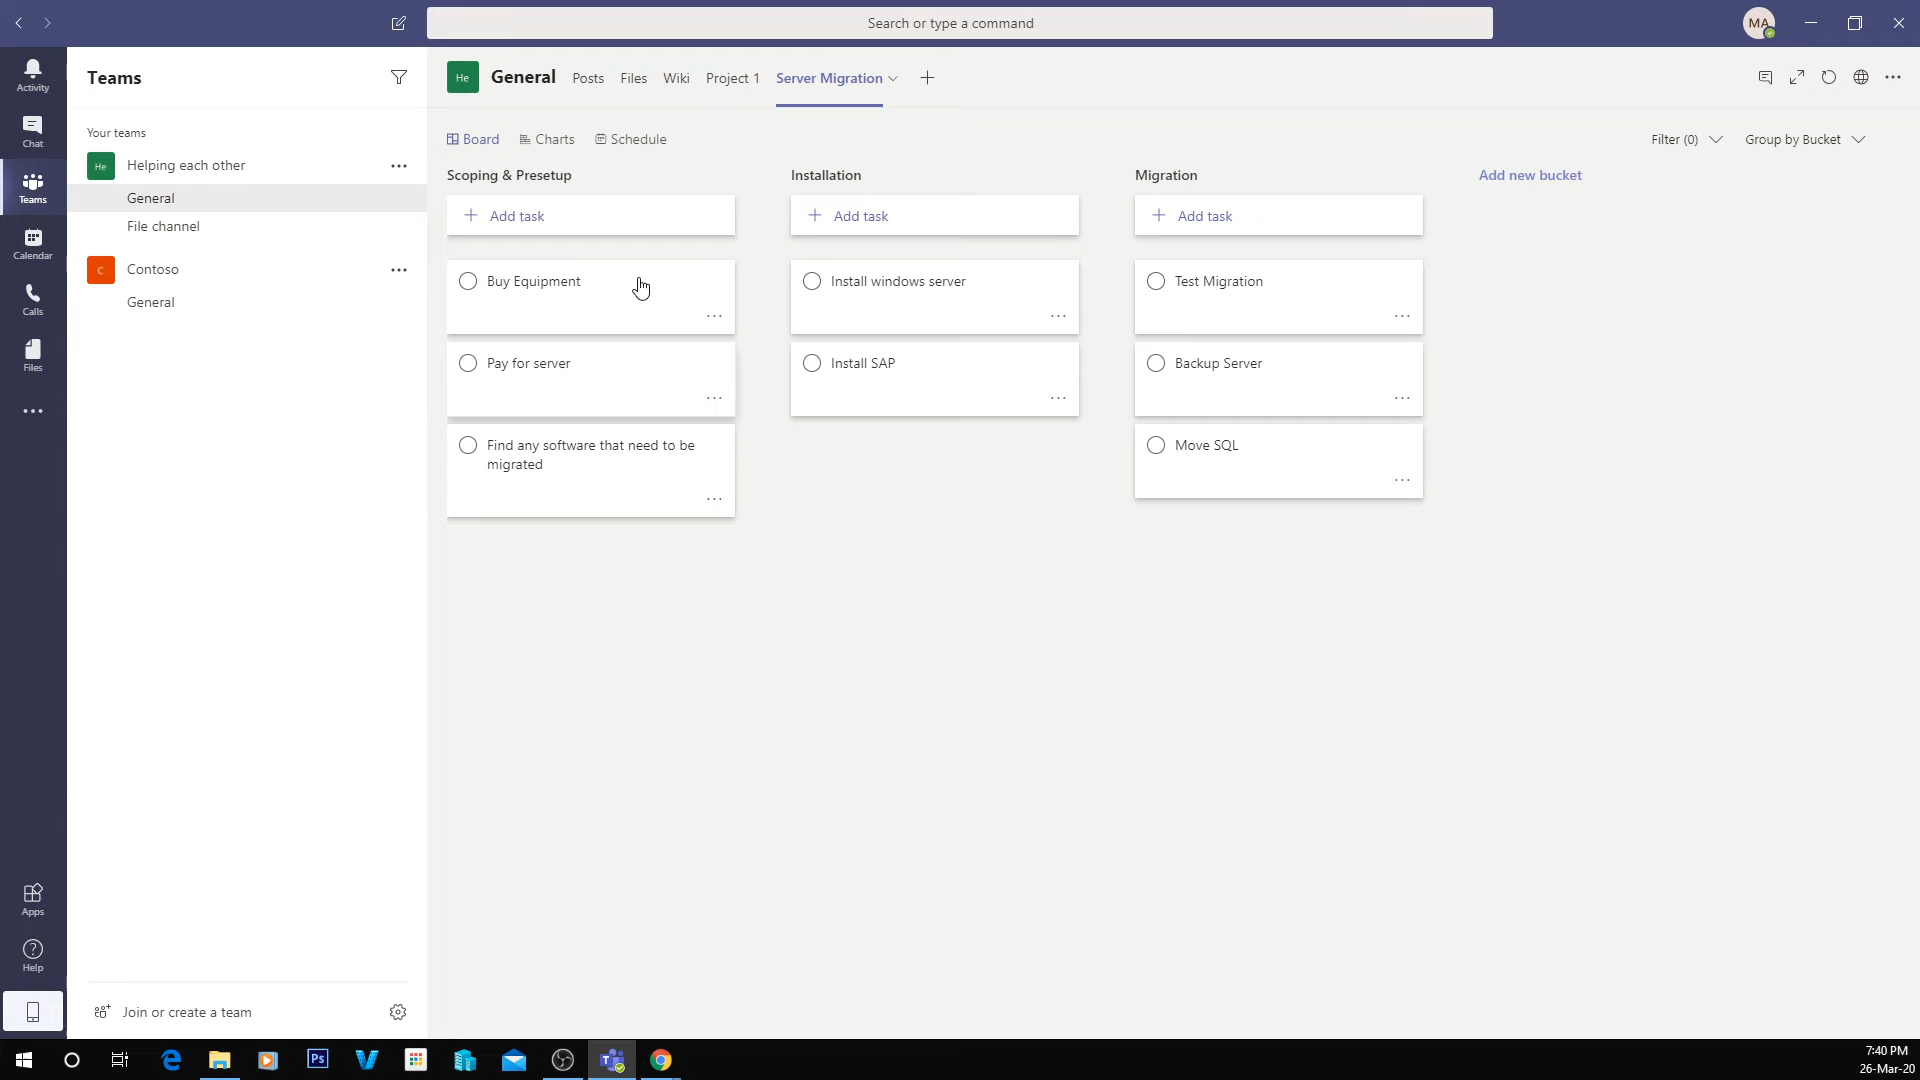 Search or type a command
MA
Activity
Chat
Teams
Calendar
Calls
Files
Apps
Help
Teams
Your teams
He
Helping each other
General
File channel
C
Contoso
General
Join or create a team
He
General
Posts
Files
Wiki
Project 1
Server Migration
Board
Charts
Schedule
Filter (0)
Group by Bucket
Scoping & Presetup
Add task
Buy Equipment
Pay for server
Find any software that need to be
migrated
Installation
Add task
Install windows server
Install SAP
Migration
Add task
Test Migration
Backup Server
Move SQL
Add new bucket
Ps
T
7:40 PM
26-Mar-20